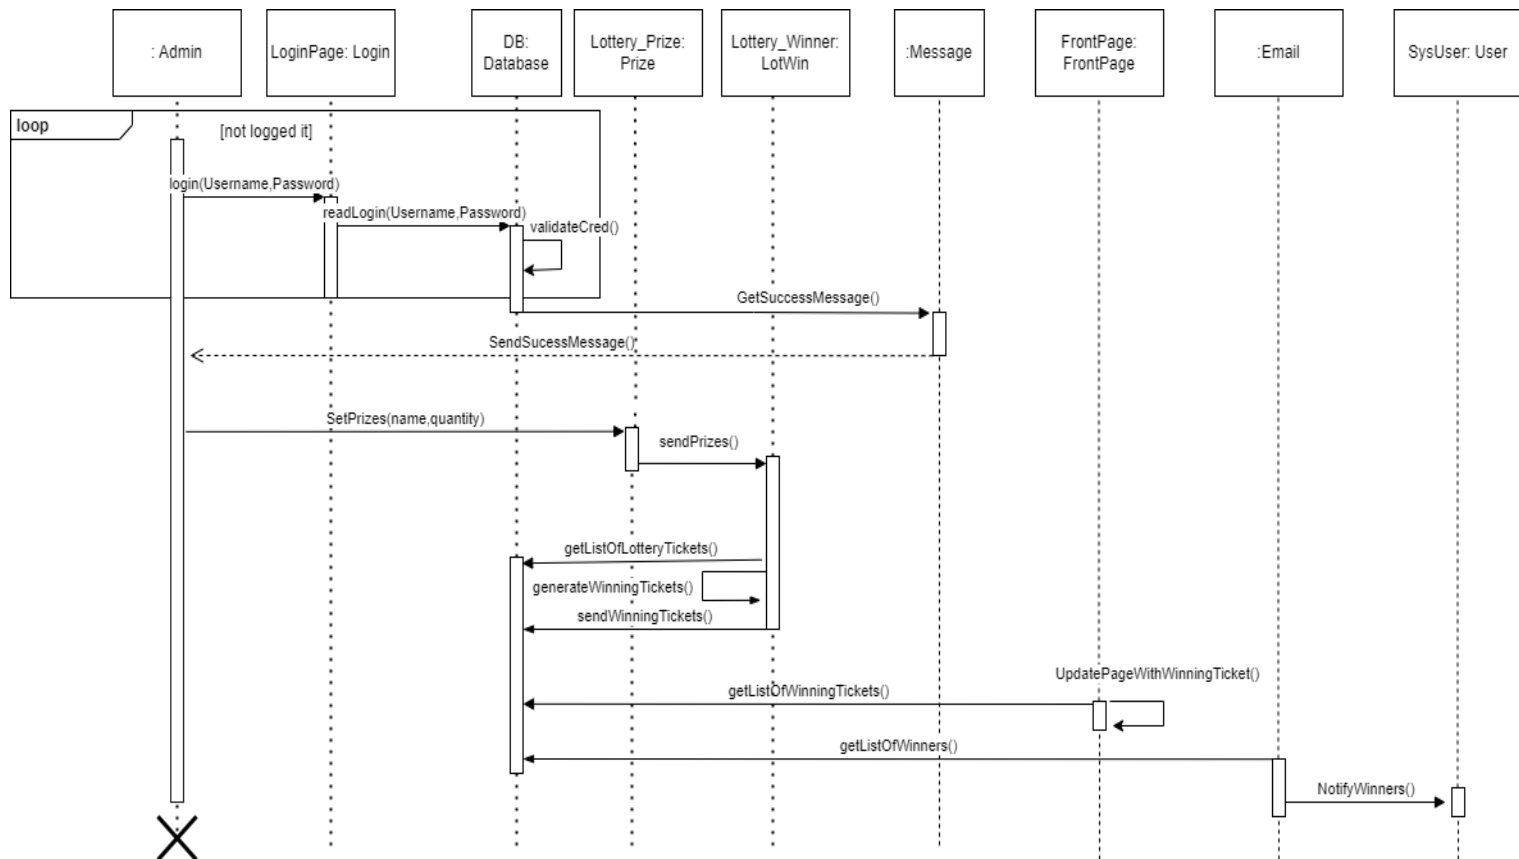 : Admin
LoginPage: Login
DB:
Database
Lottery_Prize:
Prize
Lottery_Winner:
LotWin
:Message
FrontPage:
FrontPage
:Email
SysUser: User
loop
[not logged it]
login(Username,Password)
readLogin(Username,Password)
validateCred()
GetSuccessMessage()
SendSucessMessage()
SetPrizes(name,quantity)
sendPrizes()
getListOfLotteryTickets()
generateWinningTickets()
sendWinningTickets()
UpdatePageWithWinningTicket()
getListOfWinningTickets()
getListOfWinners()
NotifyWinners()